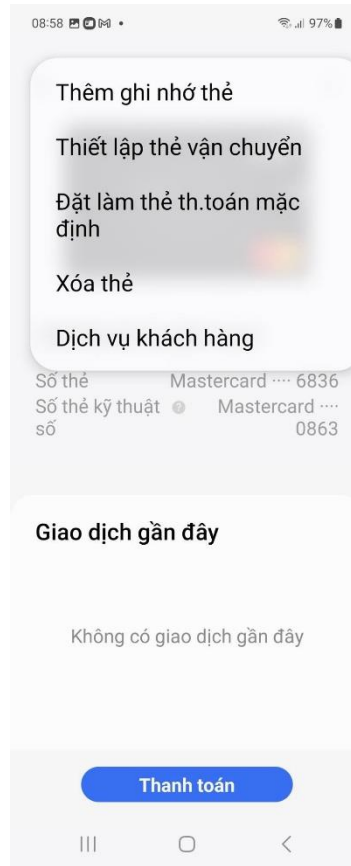 08:58
97%
Thêm ghi nhớ thẻ
Thiết lập thẻ vận chuyển
Đặt làm thẻ th.toán mặc
định
Xóa thẻ
Dịch vụ khách hàng
Số thẻ Mastercard ···· 6836
Số thẻ kỹ thuật Mastercard ····
số 0863
Giao dịch gần đây
Không có giao dịch gần đây
Thanh toán